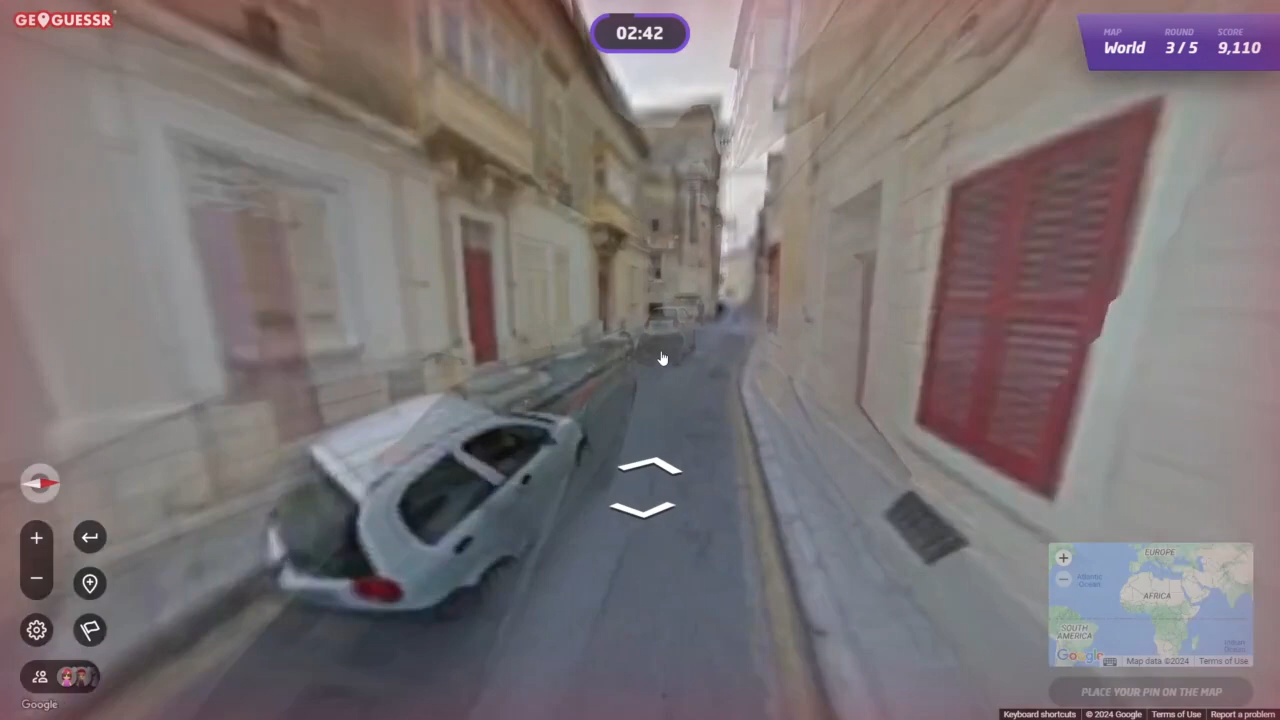 GEOGUESSR
02:42
MAP
World
ROUND
3 / 5
SCORE
9,110
EUROPE
Atlantic
Ocean
AFRICA
SOUTH
AMERICA
Indian
Ocean
Google
Map data ©2024
Terms of Use
PLACE YOUR PIN ON THE MAP
Google
Keyboard shortcuts
© 2024 Google
Terms of Use
Report a problem